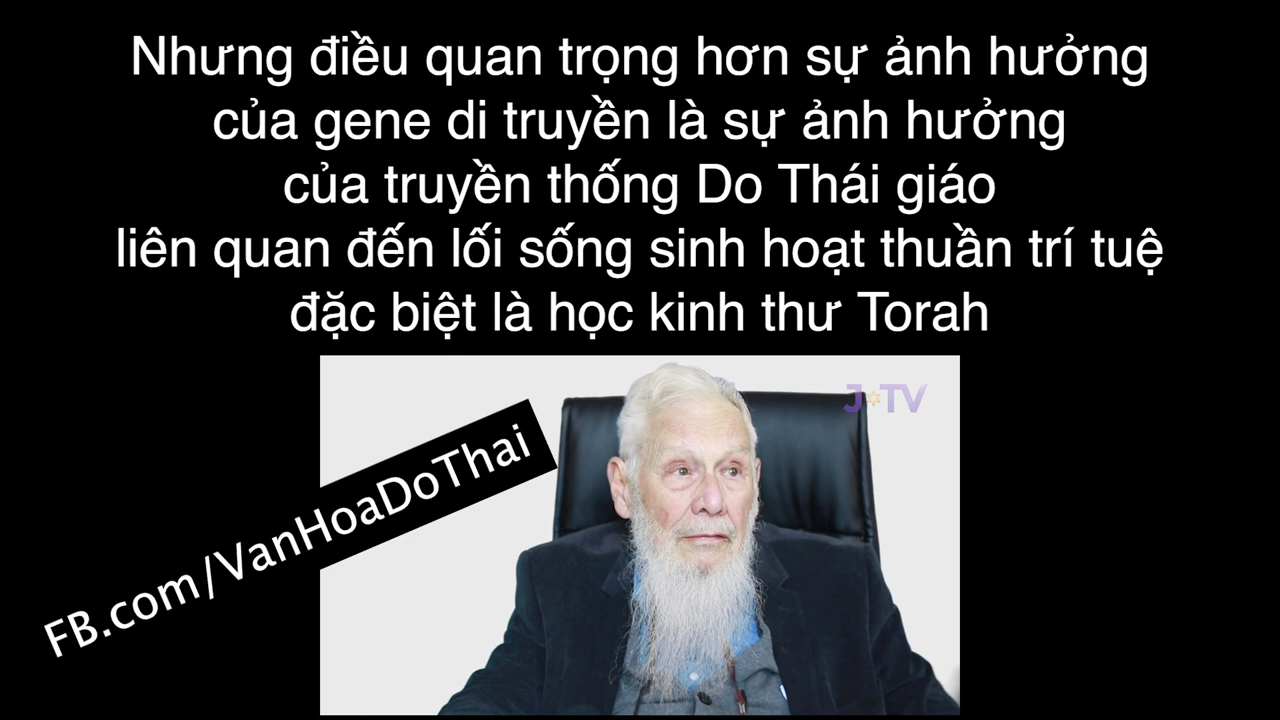 Nhưng điều quan trọng hơn sự ảnh hưởng
của gene di truyền là sự ảnh hưởng
của truyền thống Do Thái giáo
liên quan đến lối sống sinh hoạt thuần trí tuệ
đặc biệt là học kinh thư Torah
J✡TV
FB.com/VanHoaDoThai